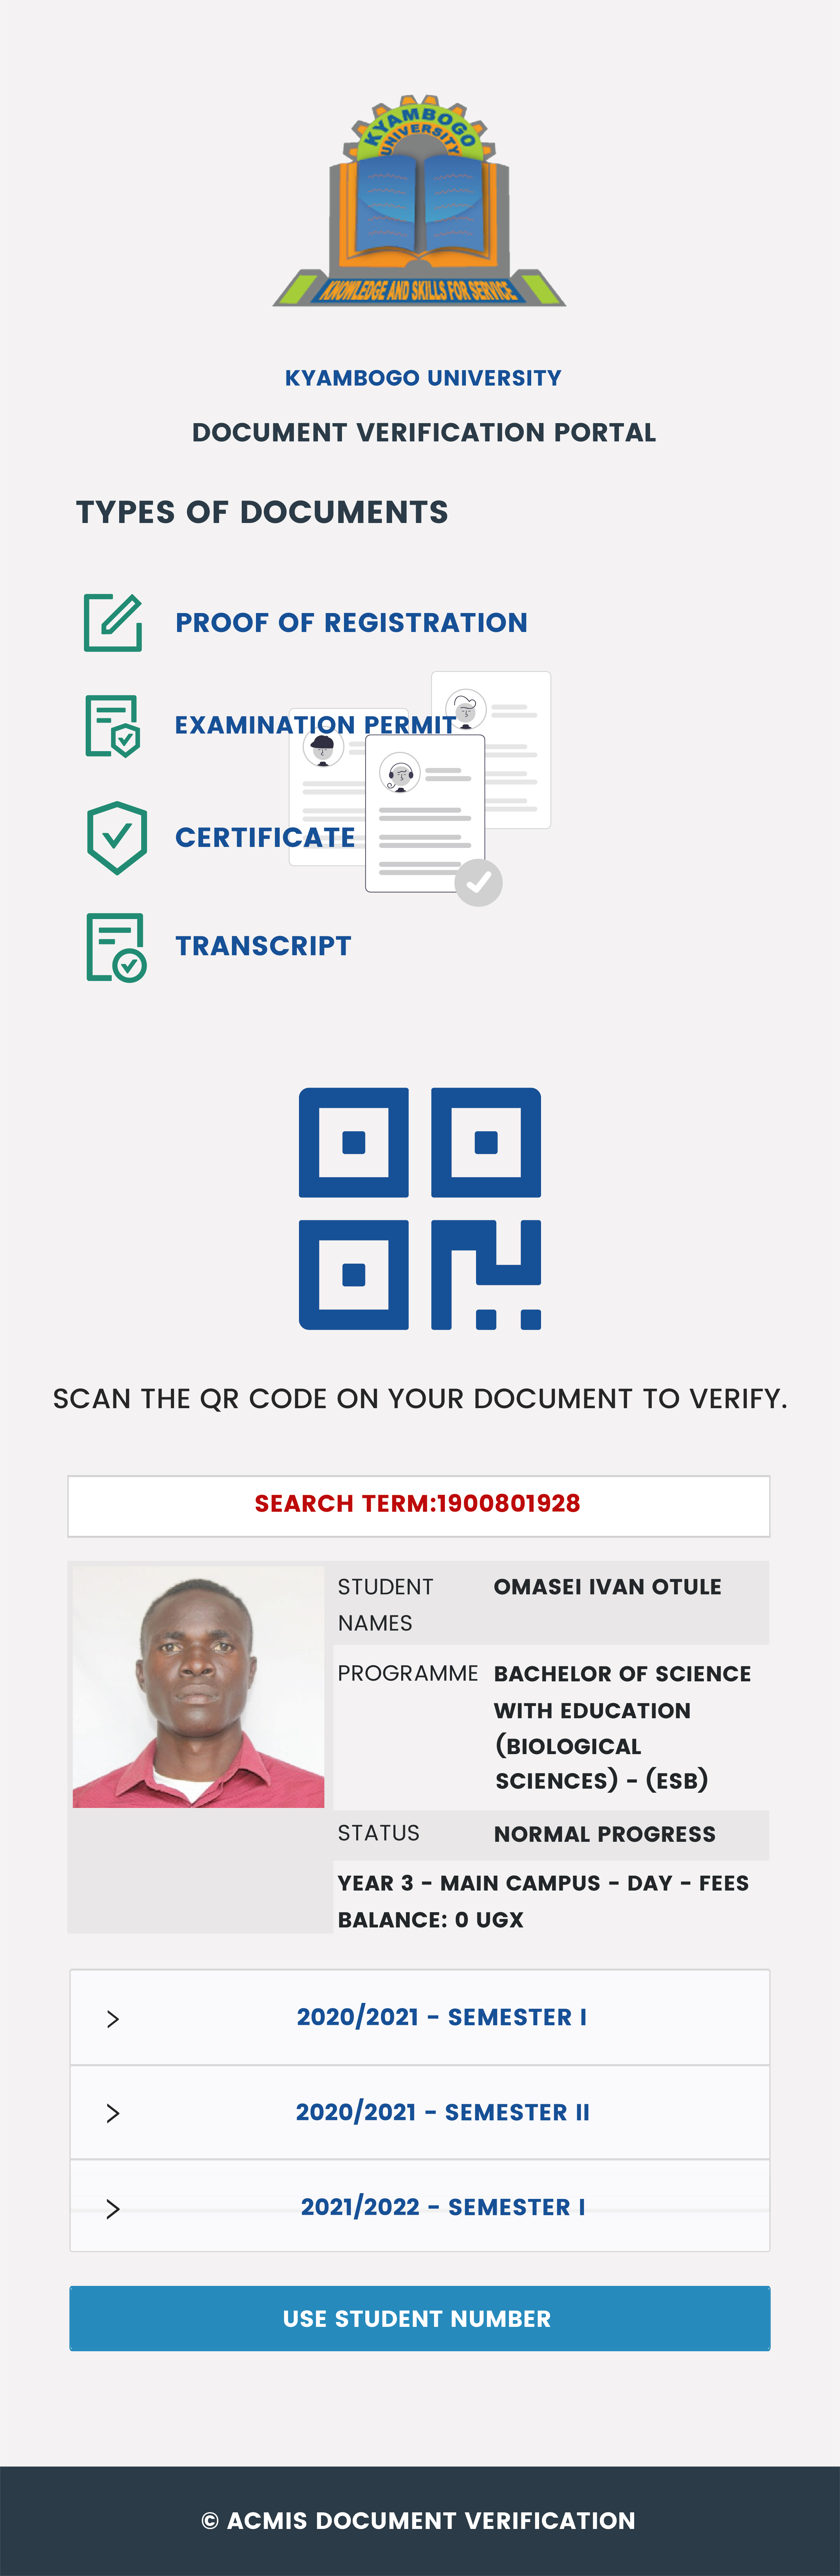 KYAMBOGO
UNIVERSITY
KNOWLEDGE AND SKILLS FOR SERVICE
KYAMBOGO UNIVERSITY
DOCUMENT VERIFICATION PORTAL
TYPES OF DOCUMENTS
PROOF OF REGISTRATION
EXAMINATION PERMIT
CERTIFICATE
TRANSCRIPT
SCAN THE QR CODE ON YOUR DOCUMENT TO VERIFY.
SEARCH TERM:1900801928
STUDENT NAMES OMASEI IVAN OTULE
PROGRAMME BACHELOR OF SCIENCE
WITH EDUCATION
(BIOLOGICAL
SCIENCES) - (ESB)
STATUS NORMAL PROGRESS
YEAR 3 - MAIN CAMPUS - DAY - FEES
BALANCE: 0 UGX
2020/2021 - SEMESTER I
2020/2021 - SEMESTER II
2021/2022 - SEMESTER I
USE STUDENT NUMBER
© ACMIS DOCUMENT VERIFICATION